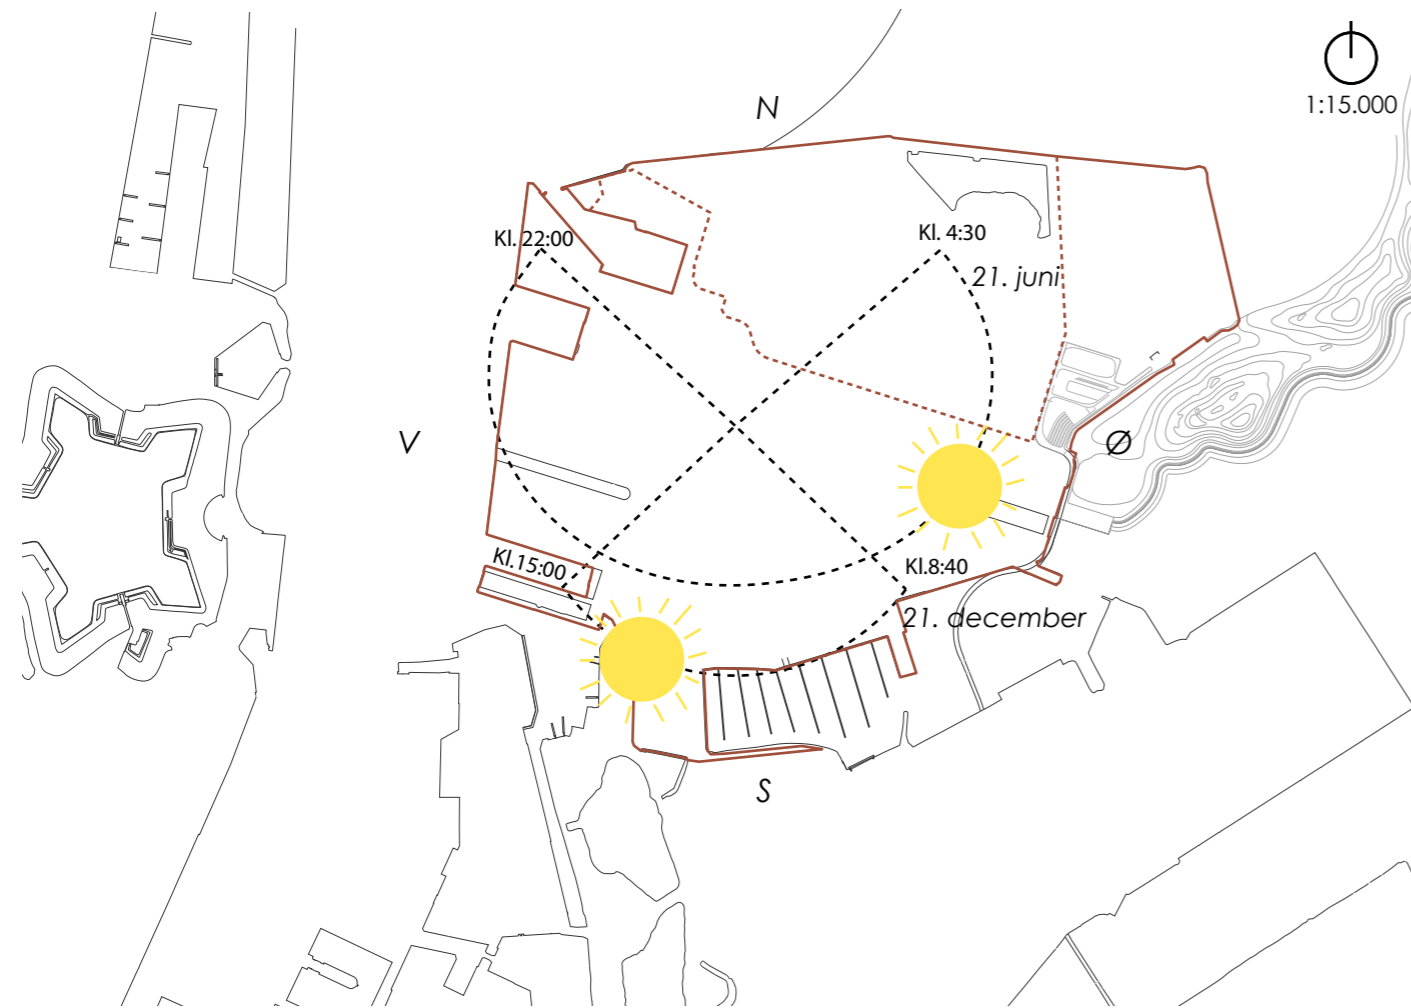 N
1:15.000
Kl. 22:00
Kl. 4:30
21. juni
V
Ø
Kl.15:00
Kl.8:40
21. december
S